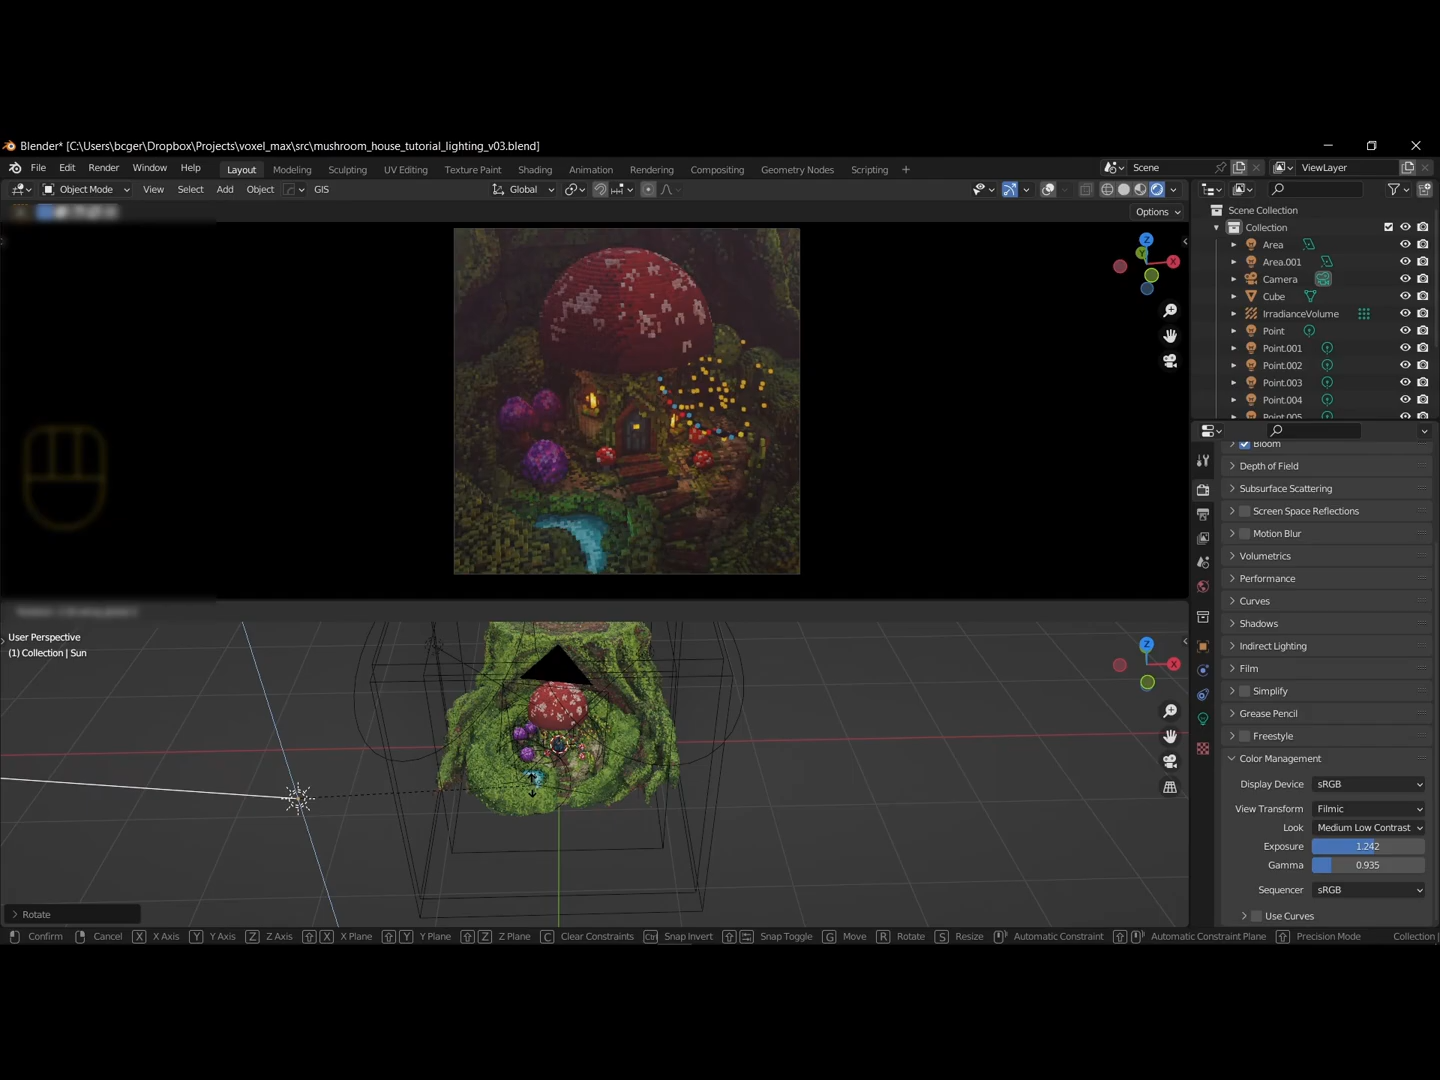 Blender* [C:\Users\bcger\Dropbox\Projects\voxel_max\src\mushroom_house_tutorial_lighting_v03.blend]
File Edit Render Window Help Layout Modeling Sculpting UV Editing Texture Paint Shading Animation Rendering Compositing Geometry Nodes Scripting + Scene ViewLayer
Object Mode View Select Add Object GIS Global
Options
Scene Collection
Collection
Area
Area.001
Camera
Cube
IrradianceVolume
Point
Point.001
Point.002
Point.003
Point.004
Point.005
Z
Y
X
Bloom
Depth of Field
Subsurface Scattering
Screen Space Reflections
Motion Blur
Volumetrics
Performance
Curves
Shadows
Indirect Lighting
Film
Simplify
Grease Pencil
Freestyle
Color Management
Display Device sRGB
View Transform Filmic
Look Medium Low Contrast
Exposure 1.242
Gamma 0.935
Sequencer sRGB
Use Curves
User Perspective
(1) Collection | Sun
Z
X
Rotate
Confirm Cancel X X Axis Y Y Axis Z Z Axis X X Plane Y Y Plane Z Z Plane C Clear Constraints Ctrl Snap Invert Snap Toggle G Move R Rotate S Resize Automatic Constraint Automatic Constraint Plane Precision Mode Collection |